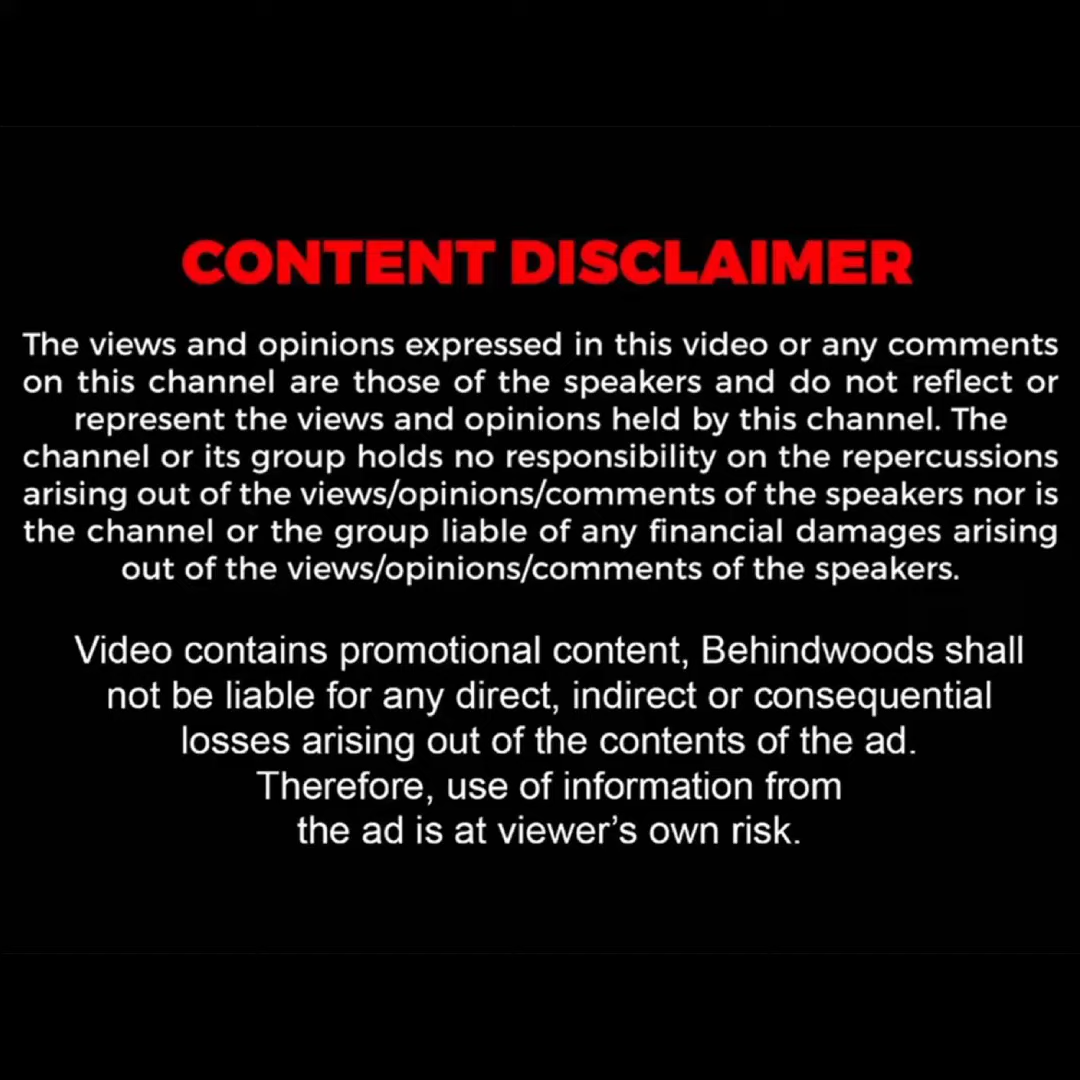 CONTENT DISCLAIMER
The views and opinions expressed in this video or any comments
on this channel are those of the speakers and do not reflect or
represent the views and opinions held by this channel. The
channel or its group holds no responsibility on the repercussions
arising out of the views/opinions/comments of the speakers nor is
the channel or the group liable of any financial damages arising
out of the views/opinions/comments of the speakers.
Video contains promotional content, Behindwoods shall
not be liable for any direct, indirect or consequential
losses arising out of the contents of the ad.
Therefore, use of information from
the ad is at viewer’s own risk.